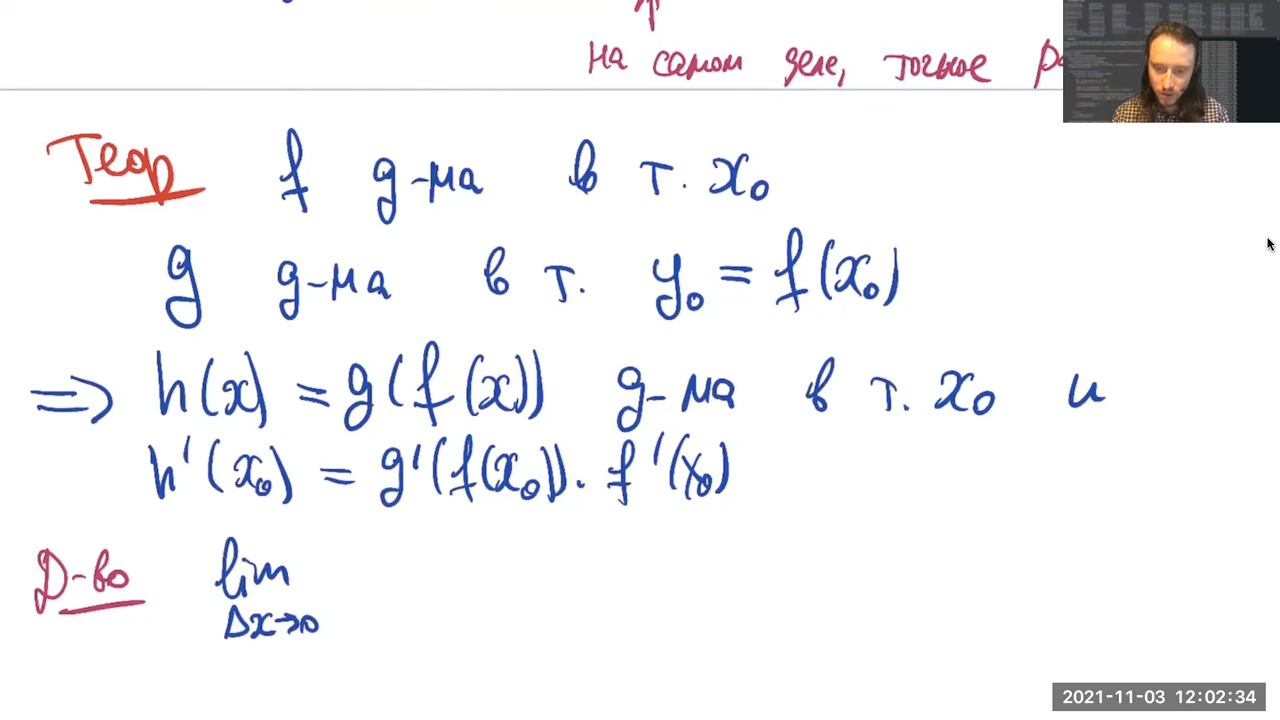 на самом деле, точное
Теор f д-ма в т. x₀
g д-ма в т. y₀ = f(x₀)
=> h(x) = g(f(x)) д-ма в т. x₀ и
h'(x₀) = g'(f(x₀)) · f'(x₀)
Д-во lim
Δx→0
2021-11-03 12:02:34